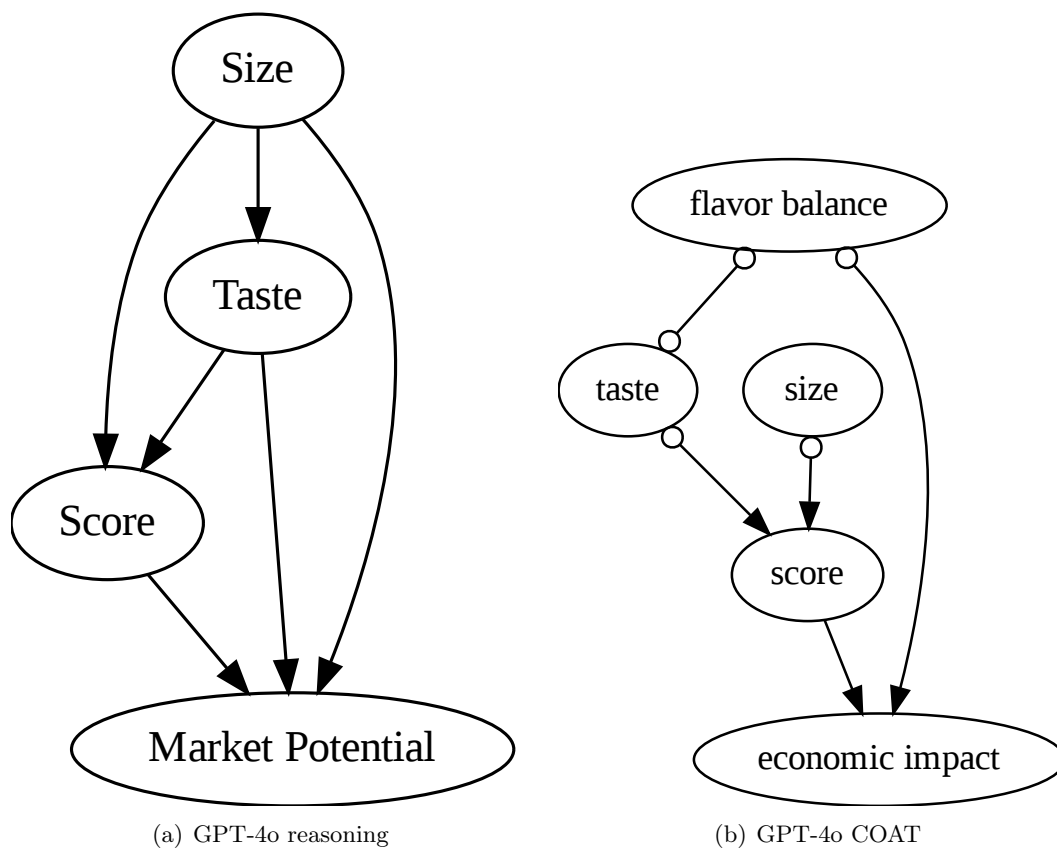 Size
Taste
Score
Market Potential
(a) GPT-4o reasoning
flavor balance
taste
size
score
economic impact
(b) GPT-4o COAT